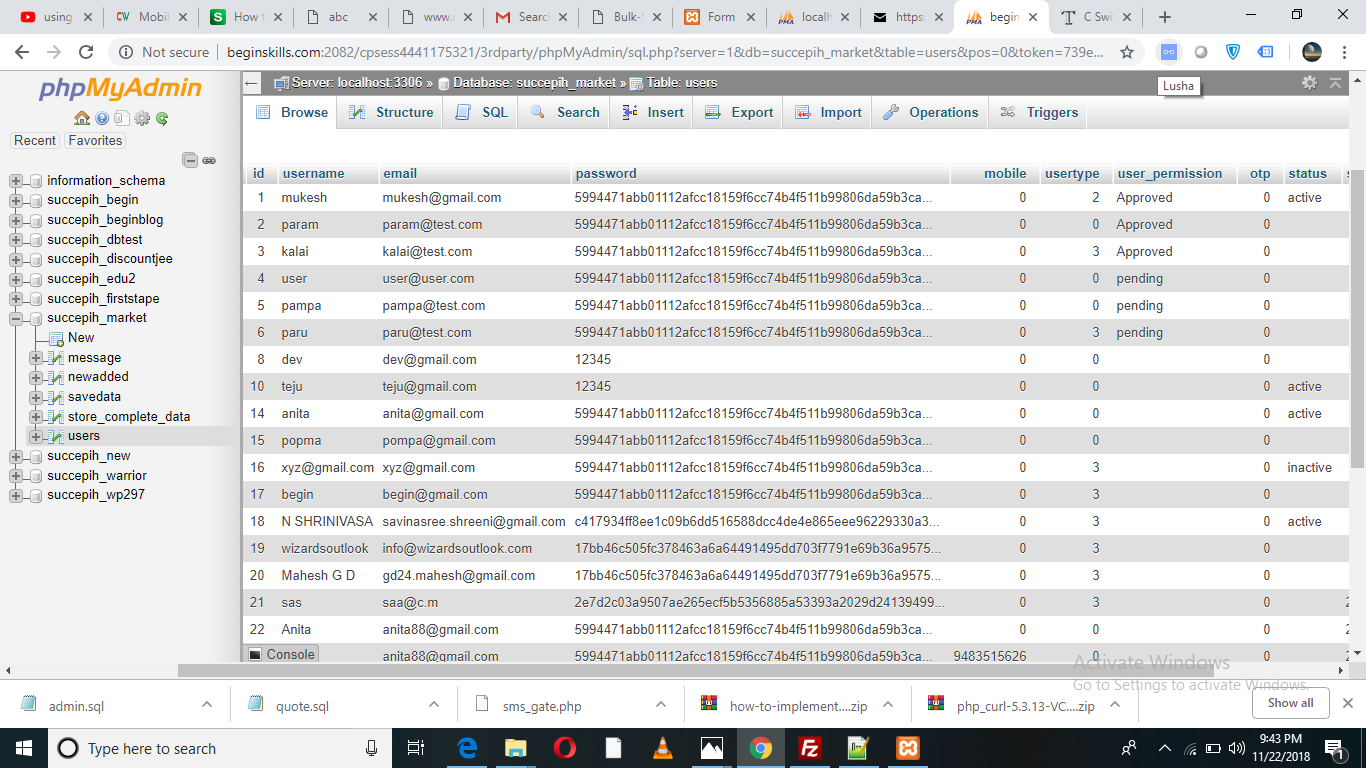 using
Mobil
How t
abc
www.r
Searc
Bulk-S
Form
localh
https:
begin
C Swi
Not secure
beginskills.com:2082/cpsess4441175321/3rdparty/phpMyAdmin/sql.php?server=1&db=succepih_market&table=users&pos=0&token=739e...
Lusha
phpMyAdmin
Recent Favorites
information_schema
succepih_begin
succepih_beginblog
succepih_dbtest
succepih_discountjee
succepih_edu2
succepih_firststape
succepih_market
New
message
newadded
savedata
store_complete_data
users
succepih_new
succepih_warrior
succepih_wp297
Server: localhost:3306 » Database: succepih_market » Table: users
Browse Structure SQL Search Insert Export Import Operations Triggers
id username email password mobile usertype user_permission otp status
1 mukesh mukesh@gmail.com 5994471abb01112afcc18159f6cc74b4f511b99806da59b3ca... 0 2 Approved 0 active
2 param param@test.com 5994471abb01112afcc18159f6cc74b4f511b99806da59b3ca... 0 0 Approved 0
3 kalai kalai@test.com 5994471abb01112afcc18159f6cc74b4f511b99806da59b3ca... 0 3 Approved 0
4 user user@user.com 5994471abb01112afcc18159f6cc74b4f511b99806da59b3ca... 0 0 pending 0
5 pampa pampa@test.com 5994471abb01112afcc18159f6cc74b4f511b99806da59b3ca... 0 0 pending 0
6 paru paru@test.com 5994471abb01112afcc18159f6cc74b4f511b99806da59b3ca... 0 3 pending 0
8 dev dev@gmail.com 12345 0 0 0
10 teju teju@gmail.com 12345 0 0 0 active
14 anita anita@gmail.com 5994471abb01112afcc18159f6cc74b4f511b99806da59b3ca... 0 0 0 active
15 popma pompa@gmail.com 5994471abb01112afcc18159f6cc74b4f511b99806da59b3ca... 0 0 0
16 xyz@gmail.com xyz@gmail.com 5994471abb01112afcc18159f6cc74b4f511b99806da59b3ca... 0 3 0 inactive
17 begin begin@gmail.com 5994471abb01112afcc18159f6cc74b4f511b99806da59b3ca... 0 3 0
18 N SHRINIVASA savinasree.shreeni@gmail.com c417934ff8ee1c09b6dd516588dcc4de4e865eee96229330a3... 0 3 0 active
19 wizardsoutlook info@wizardsoutlook.com 17bb46c505fc378463a6a64491495dd703f7791e69b36a9575... 0 3 0
20 Mahesh G D gd24.mahesh@gmail.com 17bb46c505fc378463a6a64491495dd703f7791e69b36a9575... 0 3 0
21 sas saa@c.m 2e7d2c03a9507ae265ecf5b5356885a53393a2029d24139499... 0 3 0
22 Anita anita88@gmail.com 5994471abb01112afcc18159f6cc74b4f511b99806da59b3ca... 0 0 0
Console anita88@gmail.com 5994471abb01112afcc18159f6cc74b4f511b99806da59b3ca... 9483515626 0 0
Activate Windows
Go to Settings to activate Windows.
admin.sql quote.sql sms_gate.php how-to-implement....zip php_curl-5.3.13-VC....zip Show all
Type here to search
9:43 PM
11/22/2018
1